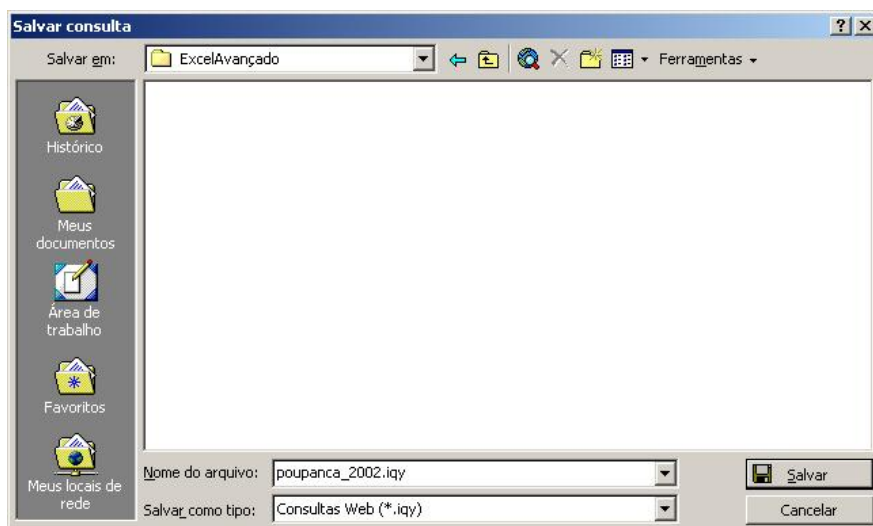 Salvar consulta
Salvar em:
ExcelAvançado
Ferramentas
Histórico
Meus
documentos
Área de
trabalho
Favoritos
Meus locais de
rede
Nome do arquivo:
poupanca_2002.iqy
Salvar
Salvar como tipo:
Consultas Web (*.iqy)
Cancelar